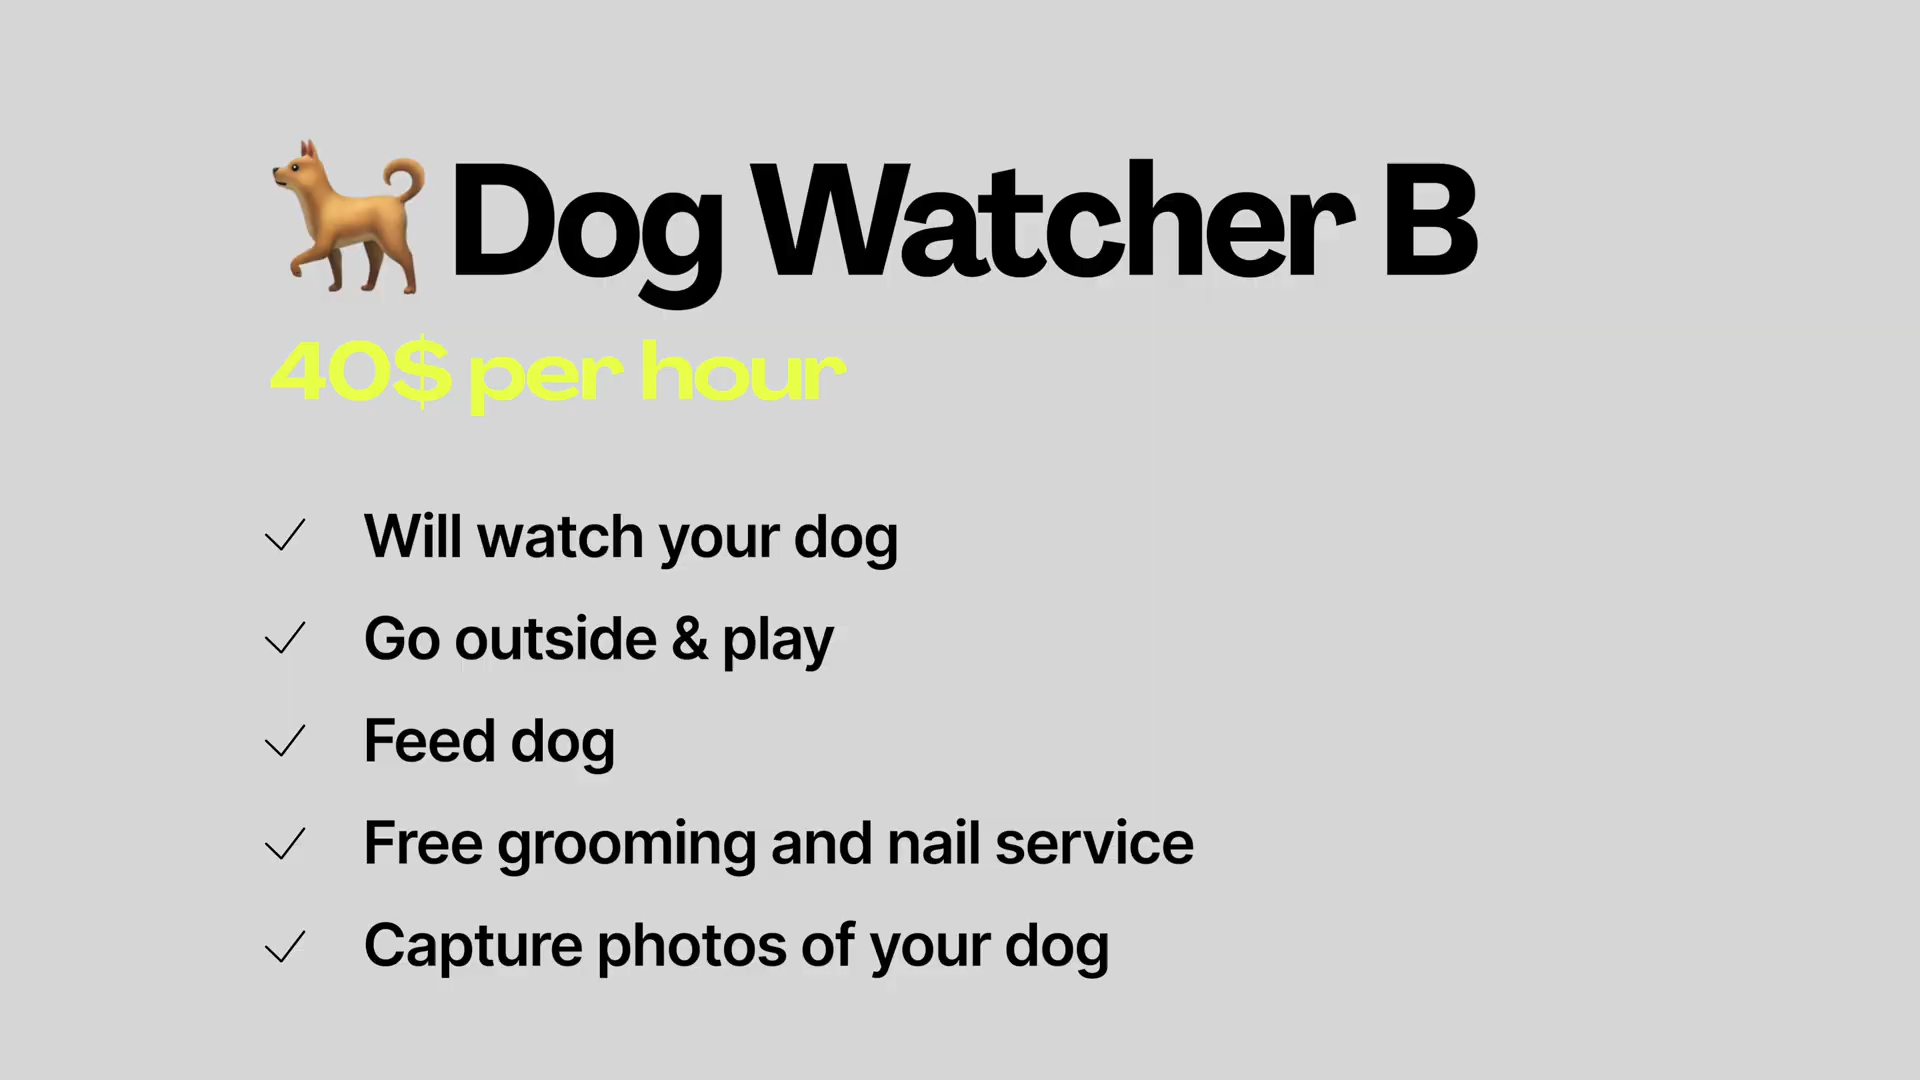 Dog Watcher B
40$ per hour
Will watch your dog
Go outside & play
Feed dog
Free grooming and nail service
Capture photos of your dog